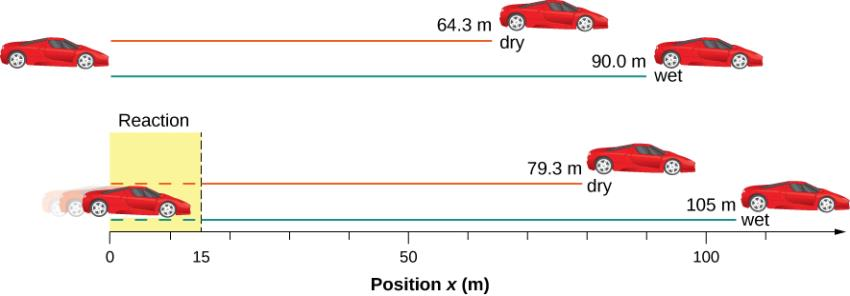 64.3 m
dry
90.0 m
wet
Reaction
79.3 m
dry
105 m
wet
0 15 50 100
Position x (m)